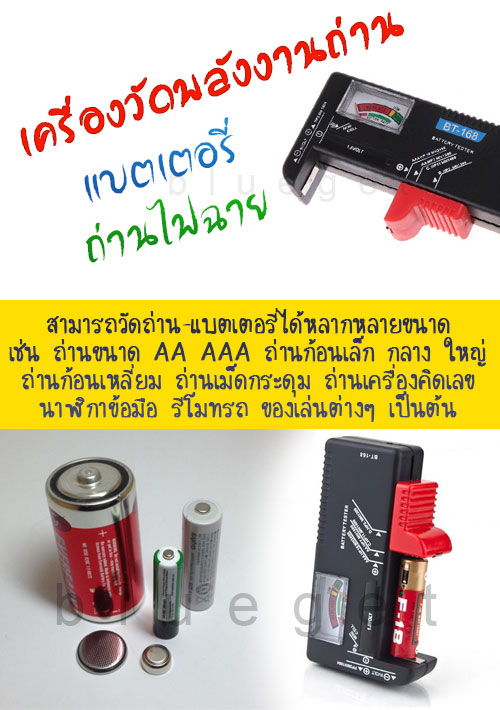 เครื่องวัดพลังงานถ่าน
แบตเตอรี่
ถ่านไฟฉาย
BT-168
BATTERY TESTER
1.5VOLT
สามารถวัดถ่าน-แบตเตอรี่ได้หลากหลายขนาด
เช่น ถ่านขนาด AA AAA ถ่านก้อนเล็ก กลาง ใหญ่
ถ่านก้อนเหลี่ยม ถ่านเม็ดกระดุม ถ่านเครื่องคิดเลข
นาฬิกาข้อมือ รีโมทรถ ของเล่นต่างๆ เป็นต้น
BT-168
BATTERY TESTER
1.5VOLT
F-1B
b l u e g e t